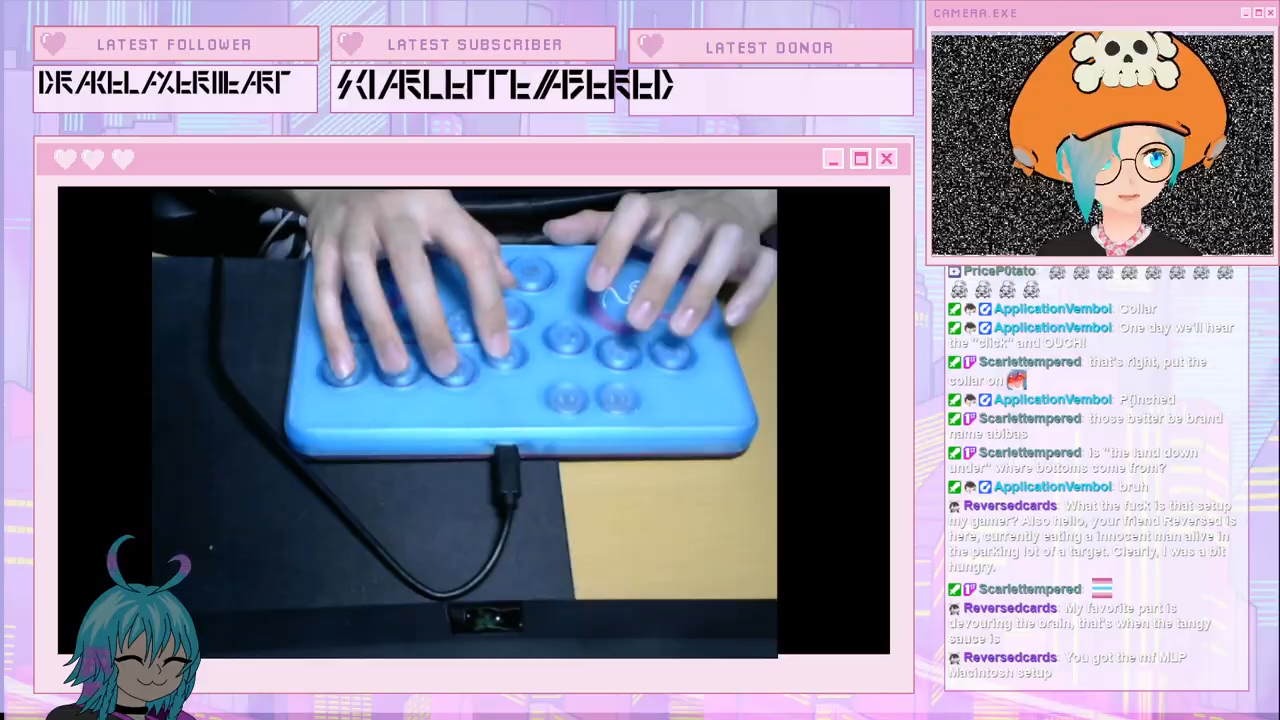 LATEST FOLLOWER
LATEST SUBSCRIBER
LATEST DONOR
CAMERA.EXE
PricePotato
ApplicationVembol: Collar
ApplicationVembol: One day we'll hear
the "click" and OUCH!
Scarlettempered: that's right, put the
collar on
ApplicationVembol: P{inched
Scarlettempered: those better be brand
name abibas
Scarlettempered: is "the land down
under" where bottoms come from?
ApplicationVembol: bruh
Reversedcards: What the fuck is that setup
my gamer? Also hello, your friend Reversed is
here, currently eating a innocent man alive in
the parking lot of a target. Clearly, I was a bit
hungry.
Scarlettempered:
Reversedcards: My favorite part is
devouring the brain, that's when the tangy
sauce is
Reversedcards: You got the mf MLP
Macintosh setup